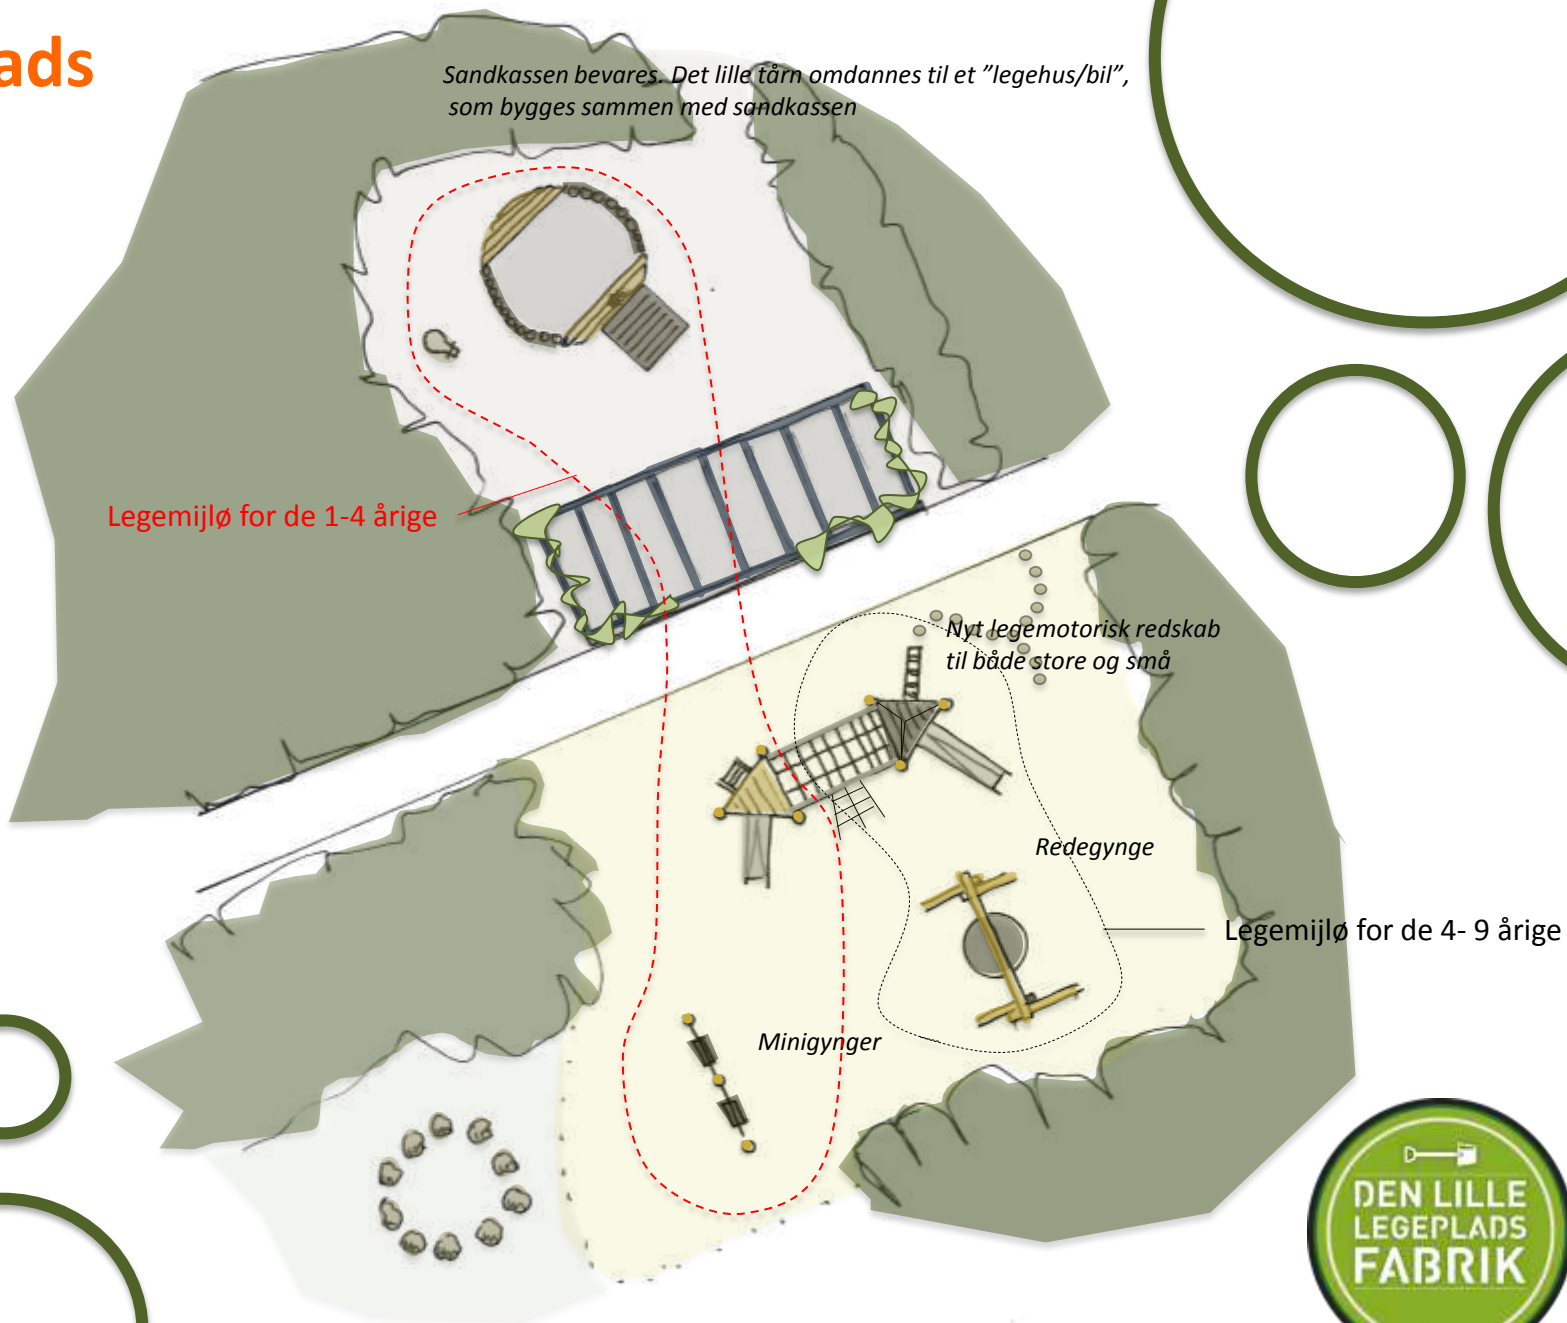 ads
Sandkassen bevares. Det lille tårn omdannes til et ”legehus/bil”,
som bygges sammen med sandkassen
Legemijlø for de 1-4 årige
Nyt legemotorisk redskab
til både store og små
Redegynge
Legemijlø for de 4- 9 årige
Minigynger
DEN LILLE
LEGEPLADS
FABRIK